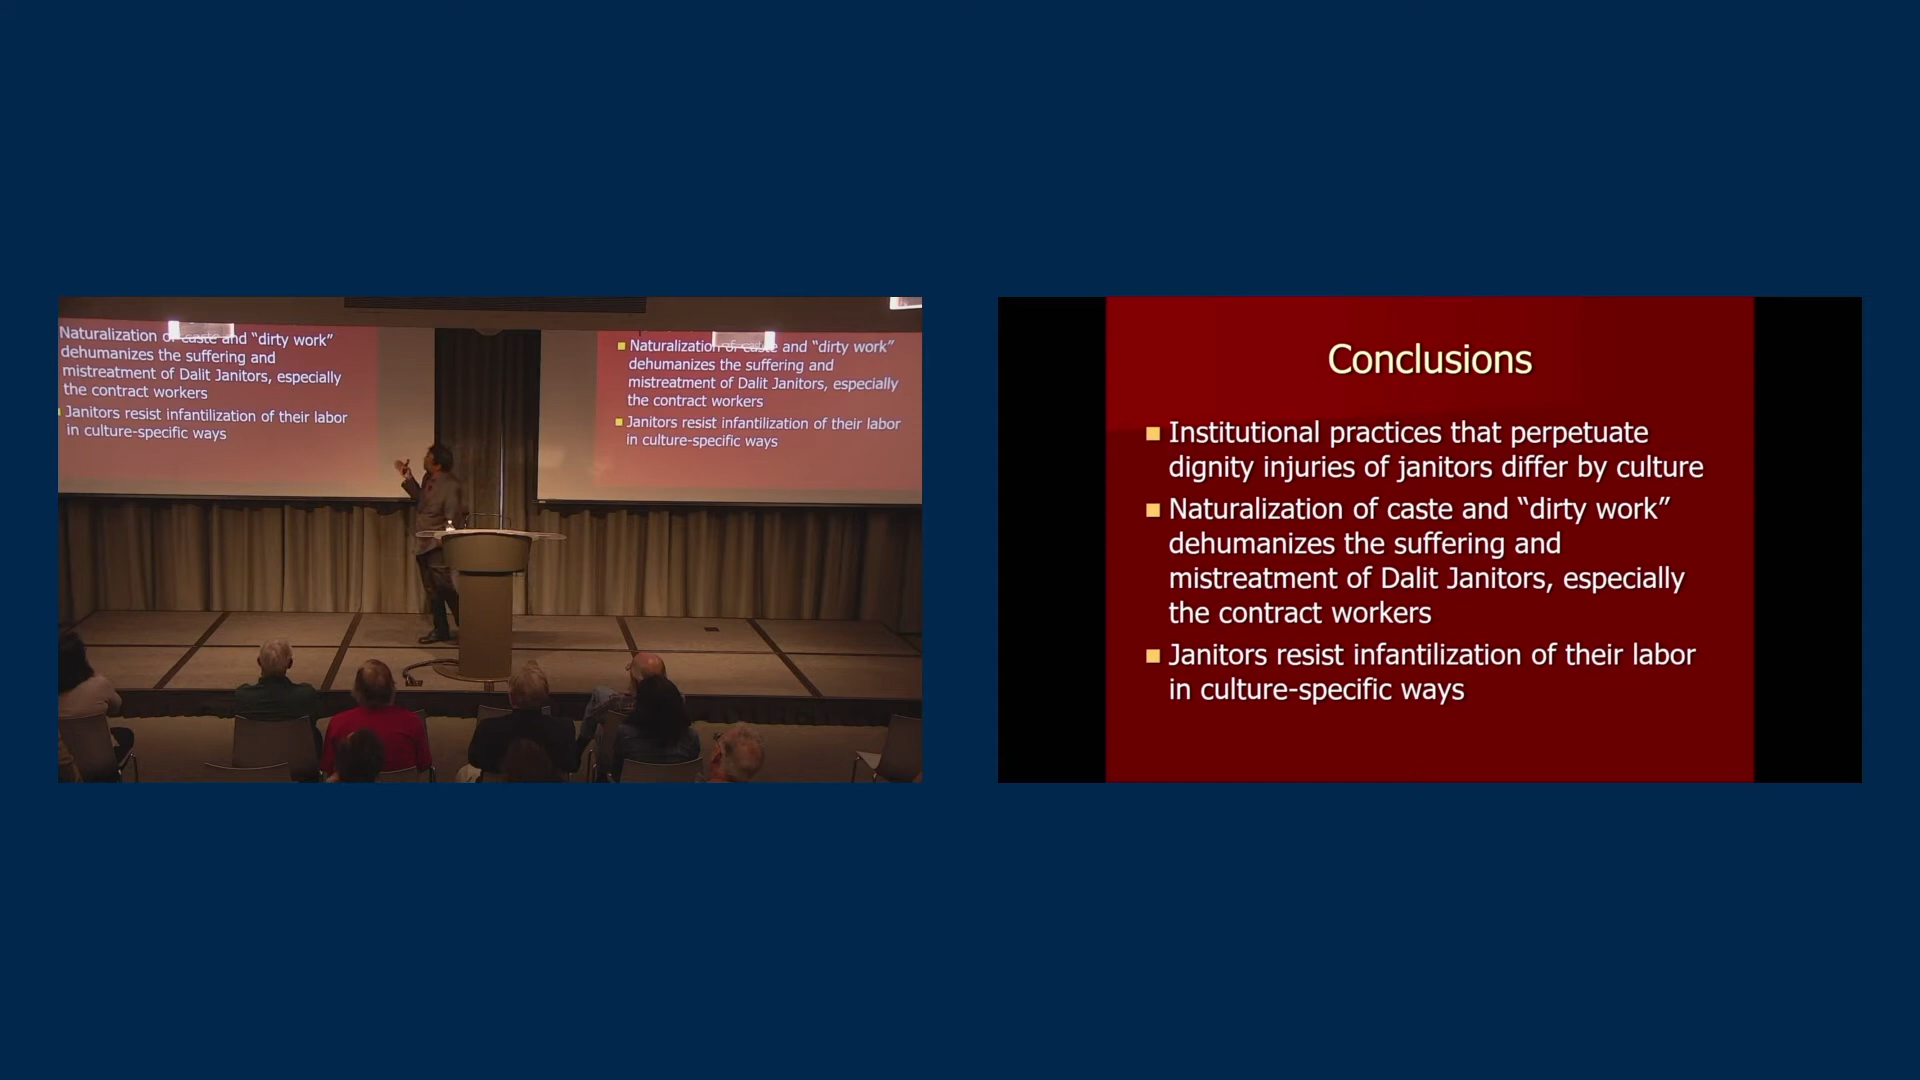 Naturalization of caste and “dirty work”
dehumanizes the suffering and
mistreatment of Dalit Janitors, especially
the contract workers
Janitors resist infantilization of their labor
in culture-specific ways
Naturalization of caste and “dirty work”
dehumanizes the suffering and
mistreatment of Dalit Janitors, especially
the contract workers
Janitors resist infantilization of their labor
in culture-specific ways
Conclusions
Institutional practices that perpetuate
dignity injuries of janitors differ by culture
Naturalization of caste and “dirty work”
dehumanizes the suffering and
mistreatment of Dalit Janitors, especially
the contract workers
Janitors resist infantilization of their labor
in culture-specific ways